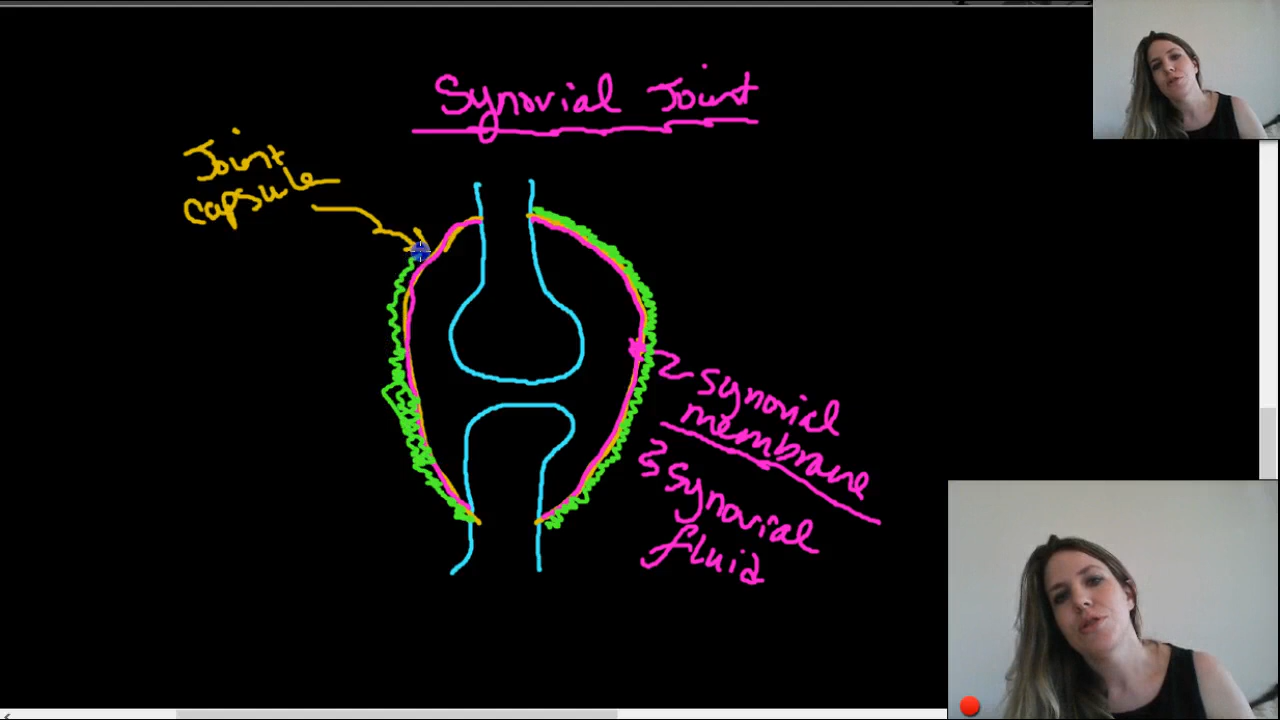 Synovial Joint
Joint
capsule
2 synovial
membrane
3 synovial
fluid